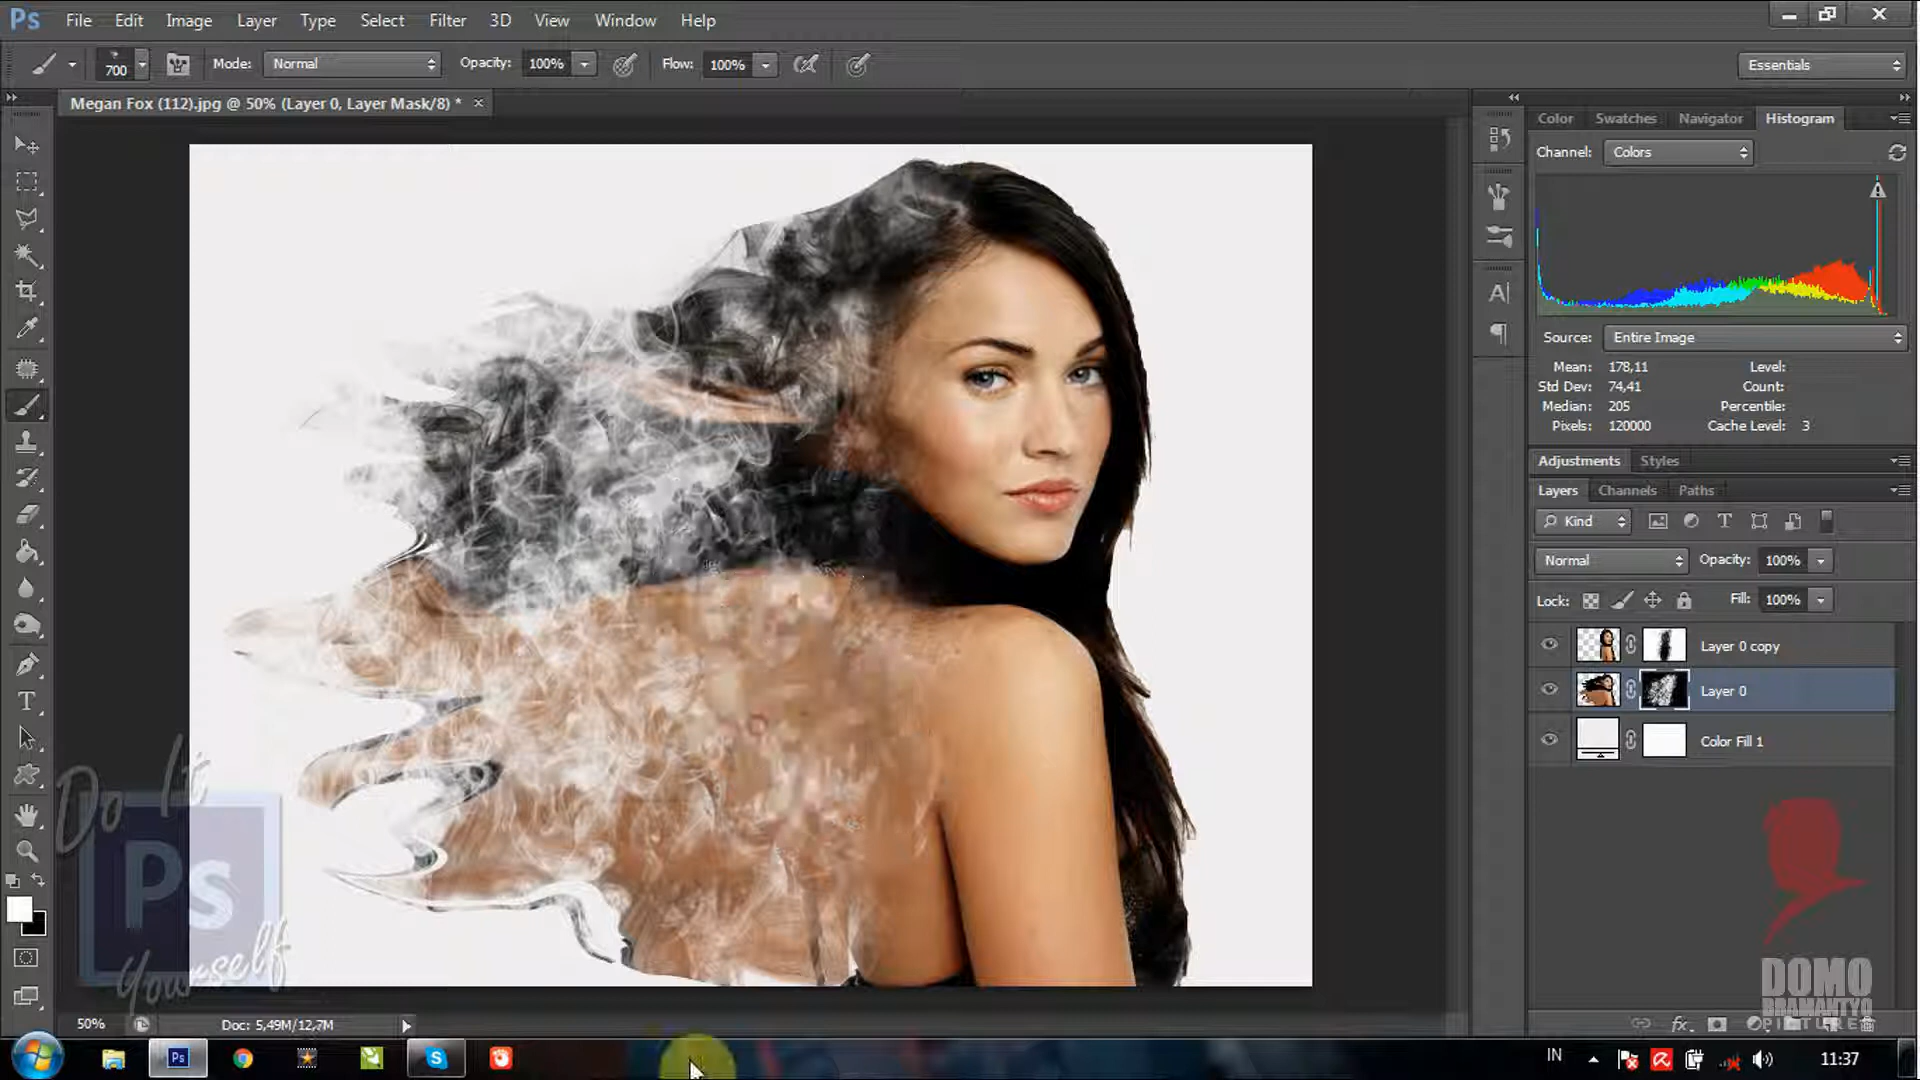 Ps File Edit Image Layer Type Select Filter 3D View Window Help
700 Mode: Normal Opacity: 100% Flow: 100% Essentials
Megan Fox (112).jpg @ 50% (Layer 0, Layer Mask/8) *
Color Swatches Navigator Histogram
Channel: Colors
Source: Entire Image
Mean: 178,11 Level:
Std Dev: 74,41 Count:
Median: 205 Percentile:
Pixels: 120000 Cache Level: 3
Adjustments Styles
Layers Channels Paths
Kind
Normal Opacity: 100%
Lock: Fill: 100%
Layer 0 copy
Layer 0
Color Fill 1
Do It
Ps
Yourself
DOMO
BRAMANTYO
PICTURE
50% Doc: 5,49M/12,7M
Ps IN 11:37